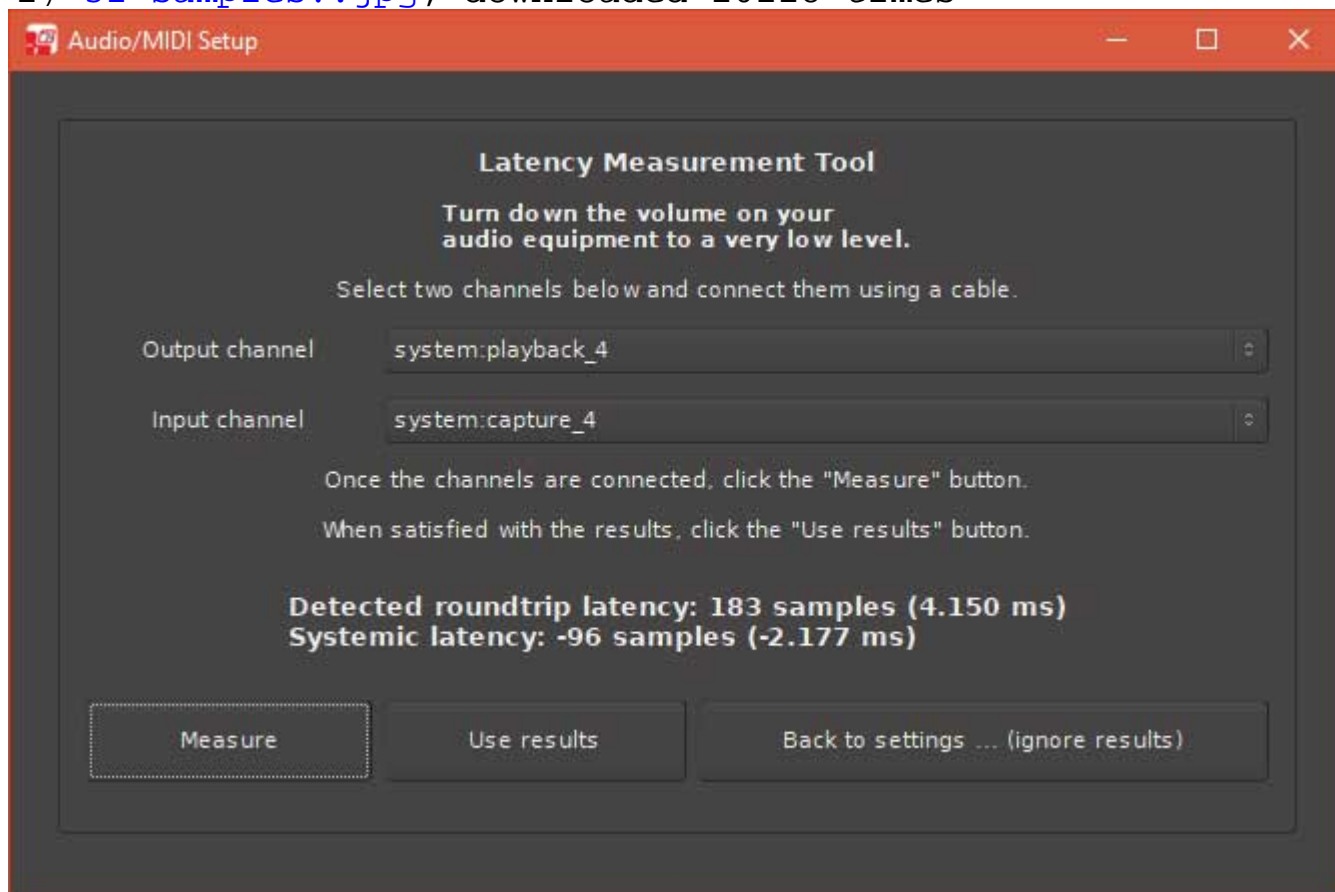 Audio/MIDI Setup
Latency Measurement Tool
Turn down the volume on your
audio equipment to a very low level.
Select two channels below and connect them using a cable.
Output channel system:playback_4
Input channel system:capture_4
Once the channels are connected, click the "Measure" button.
When satisfied with the results, click the "Use results" button.
Detected roundtrip latency: 183 samples (4.150 ms)
Systemic latency: -96 samples (-2.177 ms)
Measure Use results Back to settings ... (ignore results)